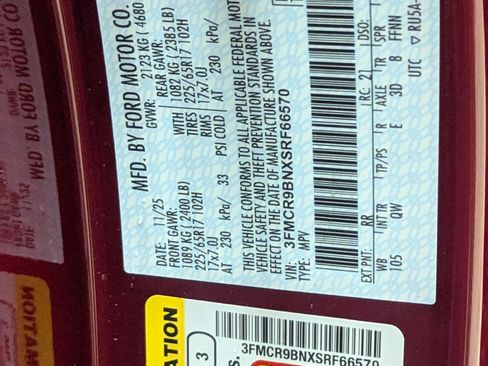 MFD. BY FORD MOTOR CO.
DATE: 11/25
GVWR: 2123 KG ( 4680
FRONT GAWR:
REAR GAWR:
1089 KG ( 2400 LB)
1082 KG ( 2385 LB)
WITH
225/65R17 102H TIRES
225/65R17 102H
17x7.0J RIMS
17x7.0J
AT 230 kPa/ 33 PSI COLD
AT 230 kPa/
THIS VEHICLE CONFORMS TO ALL APPLICABLE FEDERAL MOT
VEHICLE SAFETY AND THEFT PREVENTION STANDARDS IN
EFFECT ON THE DATE OF MANUFACTURE SHOWN ABOVE.
VIN: 3FMCR9BNXSRF66570
TYPE: MPV
EXT PNT: RR RC: 21 DSO:
WB INT TR TP/PS R AXLE TR SPR
105 QW E 3D 8 FFHN
UTC RUSA-
3
3FMCR9BNXSRF66570